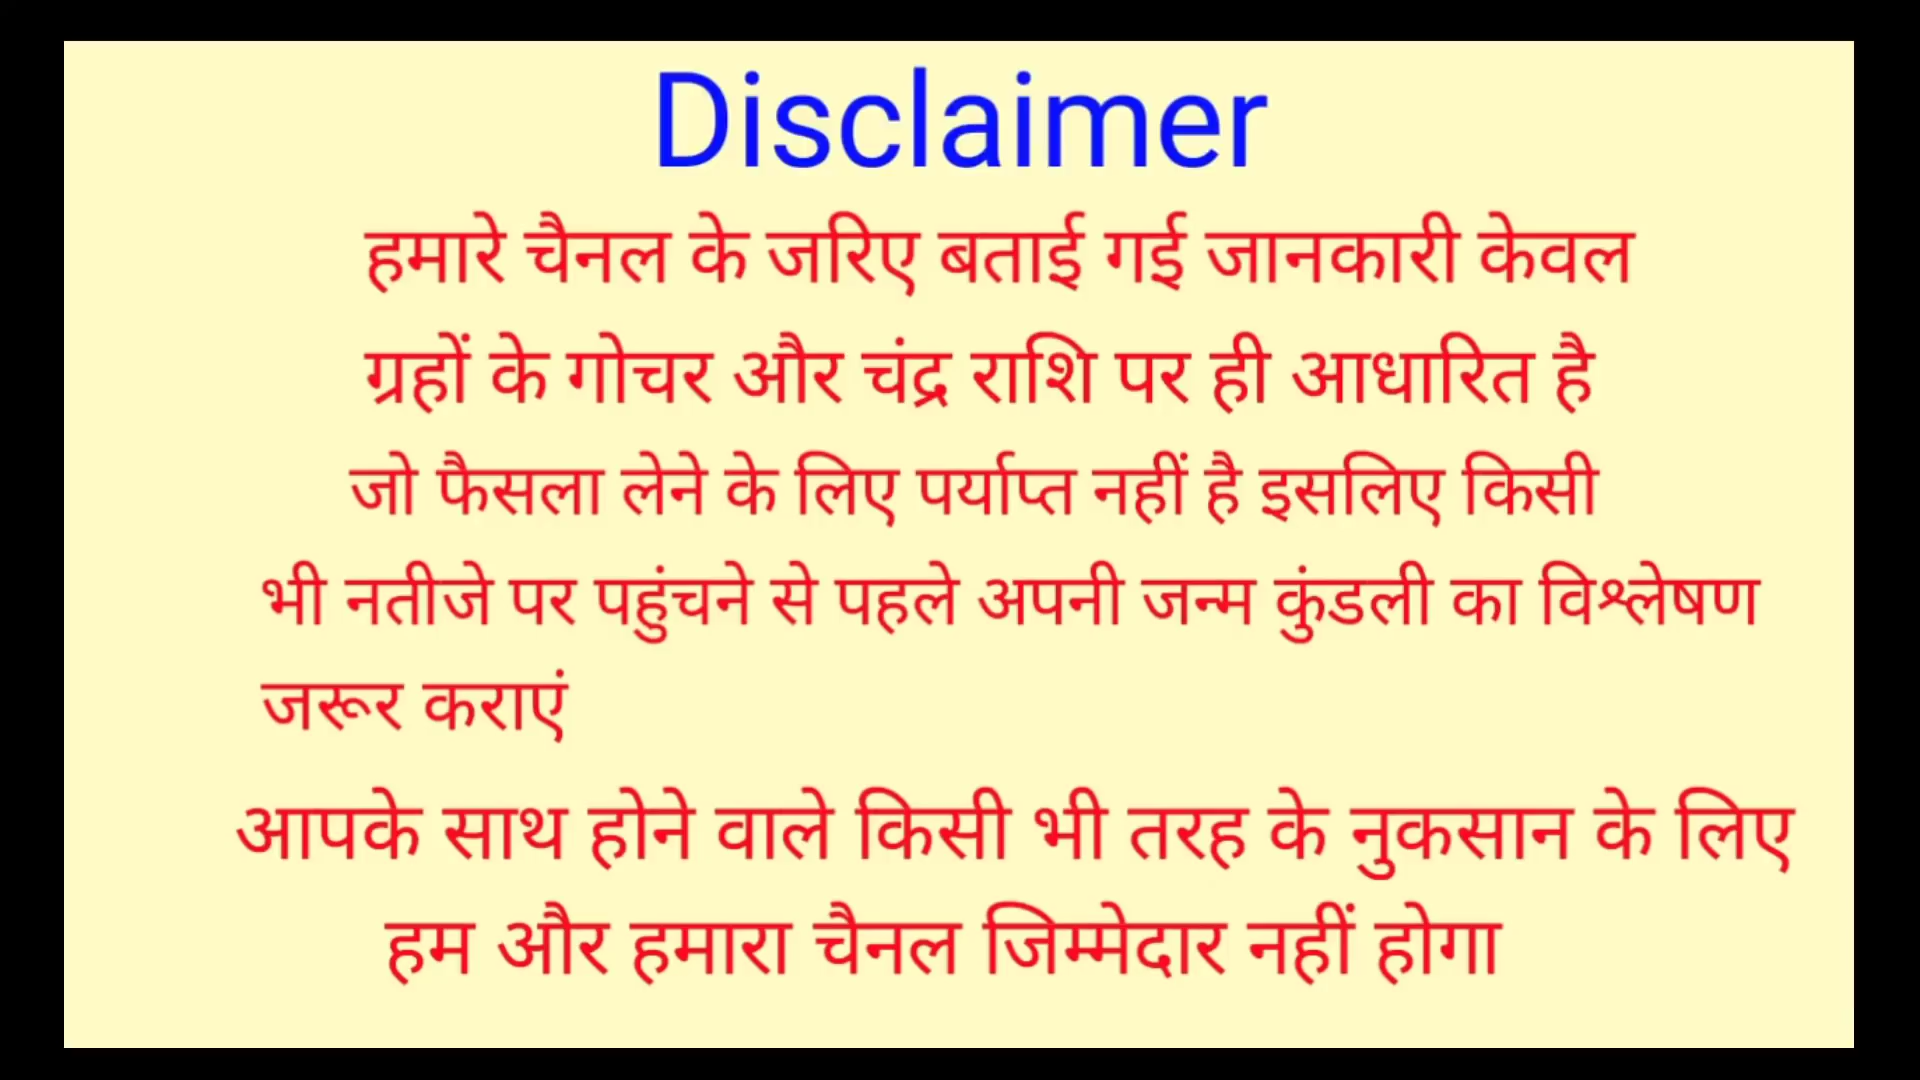 Disclaimer
हमारे चैनल के जरिए बताई गई जानकारी केवल
ग्रहों के गोचर और चंद्र राशि पर ही आधारित है
जो फैसला लेने के लिए पर्याप्त नहीं है इसलिए किसी
भी नतीजे पर पहुंचने से पहले अपनी जन्म कुंडली का विश्लेषण
जरूर कराएं
आपके साथ होने वाले किसी भी तरह के नुकसान के लिए
हम और हमारा चैनल जिम्मेदार नहीं होगा